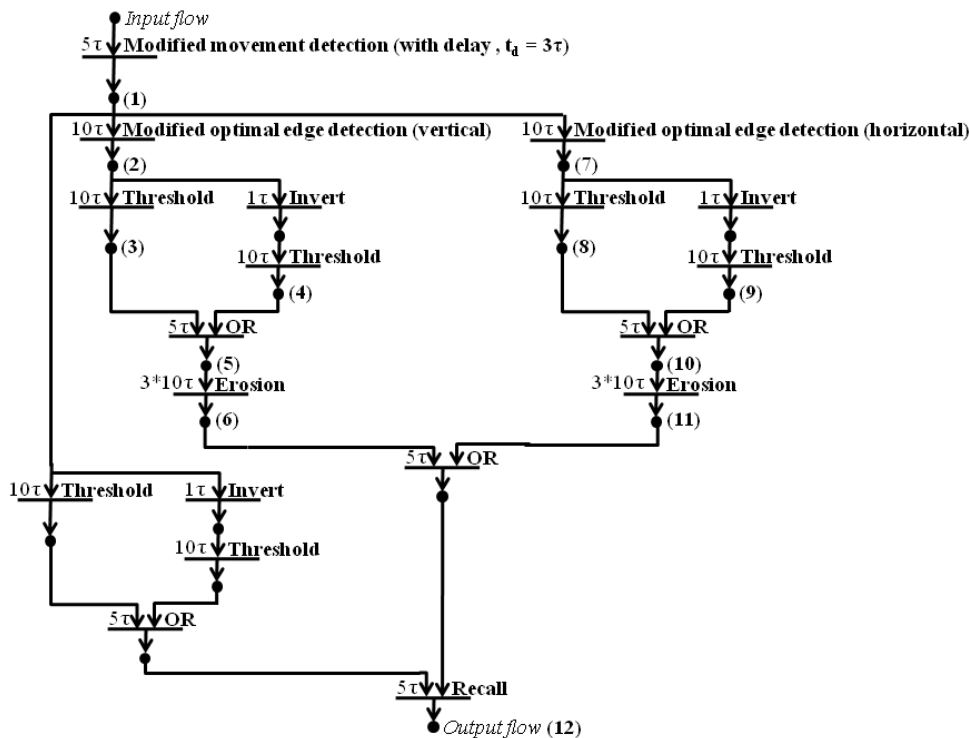 Input flow
5τ Modified movement detection (with delay , td = 3τ)
(1)
10τ Modified optimal edge detection (vertical) 10τ Modified optimal edge detection (horizontal)
(2) (7)
10τ Threshold 1τ Invert 10τ Threshold 1τ Invert
(3) (8)
10τ Threshold 10τ Threshold
(4) (9)
5τ OR 5τ OR
(5) (10)
3*10τ Erosion 3*10τ Erosion
(6) (11)
5τ OR
10τ Threshold 1τ Invert
10τ Threshold
5τ OR
5τ Recall
Output flow (12)